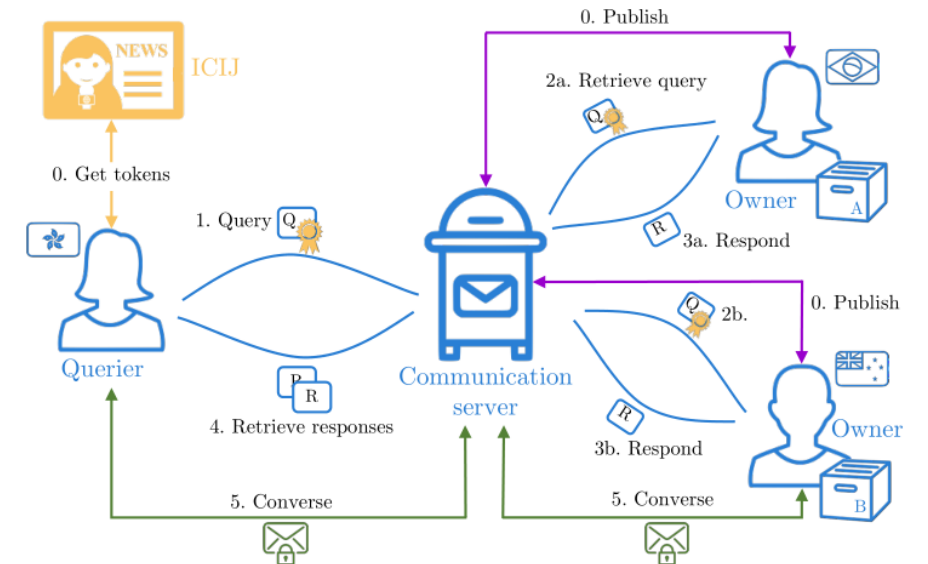 0. Publish
NEWS
ICIJ
2a. Retrieve query
Q
0. Get tokens
Owner
A
1. Query
Q
R
3a. Respond
0. Publish
Q
2b.
Querier
Communication
server
R
R
4. Retrieve responses
R
3b. Respond
Owner
5. Converse
5. Converse
B